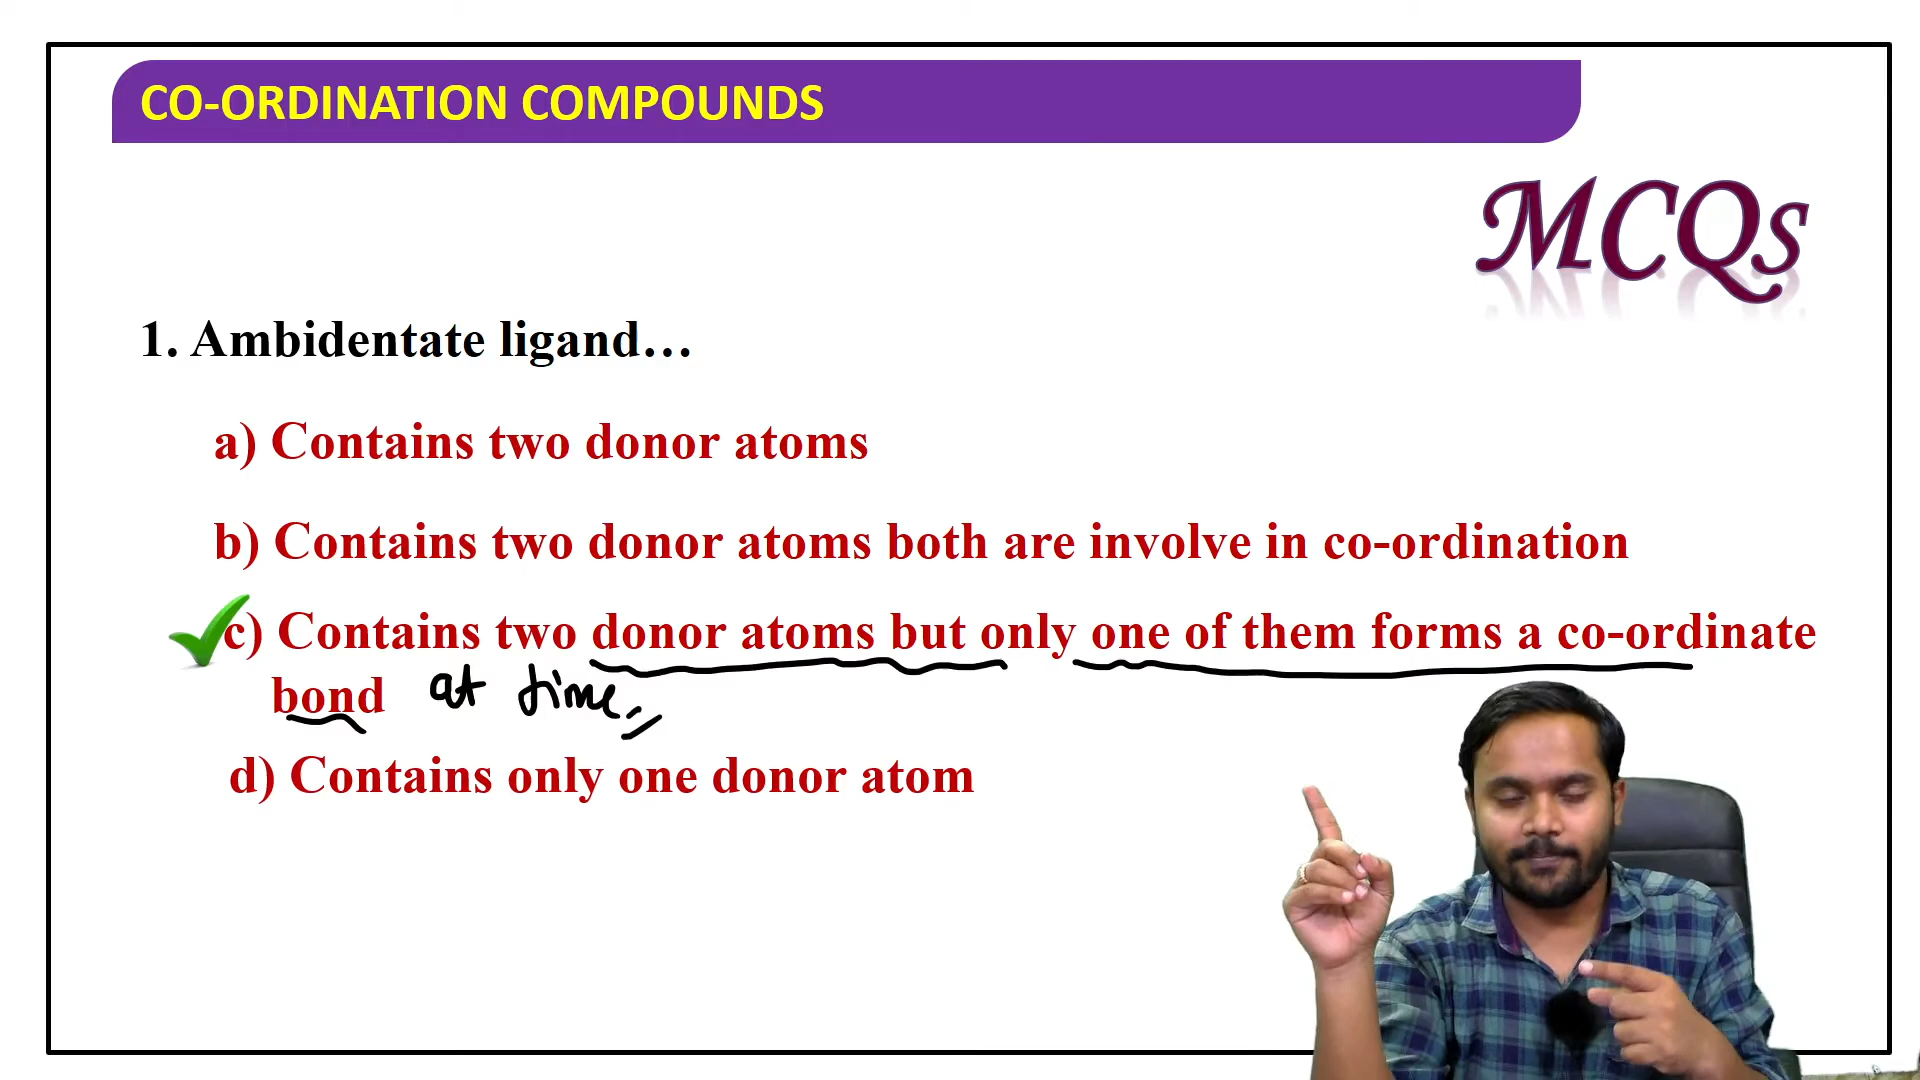 CO-ORDINATION COMPOUNDS
MCQs
1. Ambidentate ligand...
a) Contains two donor atoms
b) Contains two donor atoms both are involve in co-ordination
c) Contains two donor atoms but only one of them forms a co-ordinate
bond at time
d) Contains only one donor atom